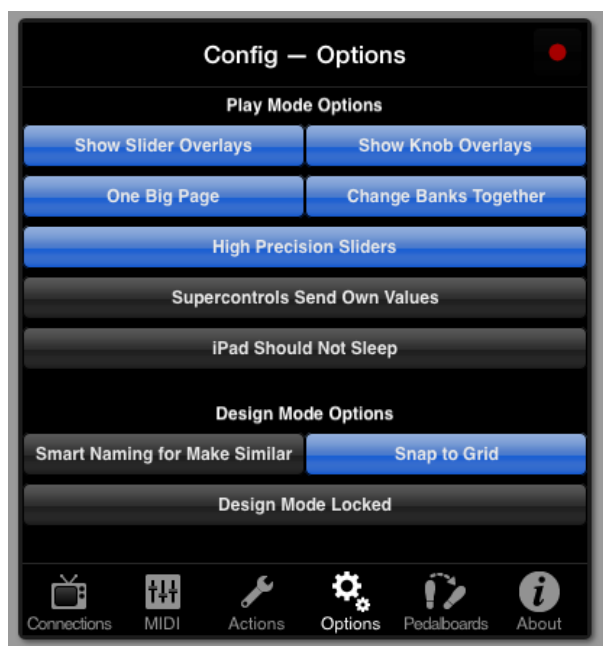 Config — Options
Play Mode Options
Show Slider Overlays
Show Knob Overlays
One Big Page
Change Banks Together
High Precision Sliders
Supercontrols Send Own Values
iPad Should Not Sleep
Design Mode Options
Smart Naming for Make Similar
Snap to Grid
Design Mode Locked
Connections
MIDI
Actions
Options
Pedalboards
About